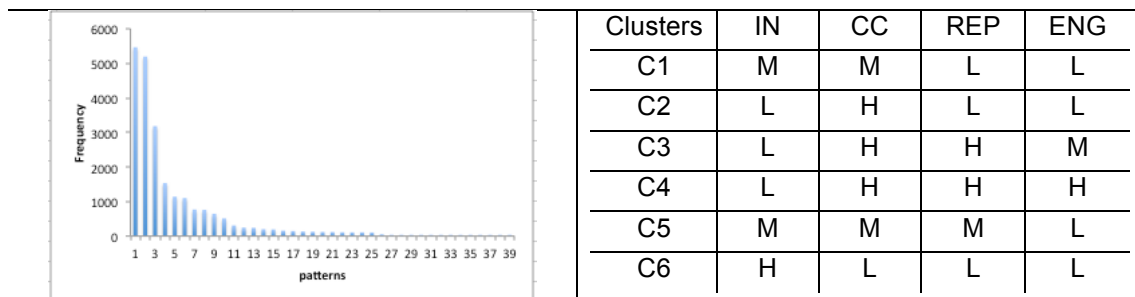 6000
5000
4000
3000
2000
1000
0
Frequency
1 3 5 7 9 11 13 15 17 19 21 23 25 27 29 31 33 35 37 39
patterns
Clusters IN CC REP ENG
C1 M M L L
C2 L H L L
C3 L H H M
C4 L H H H
C5 M M M L
C6 H L L L